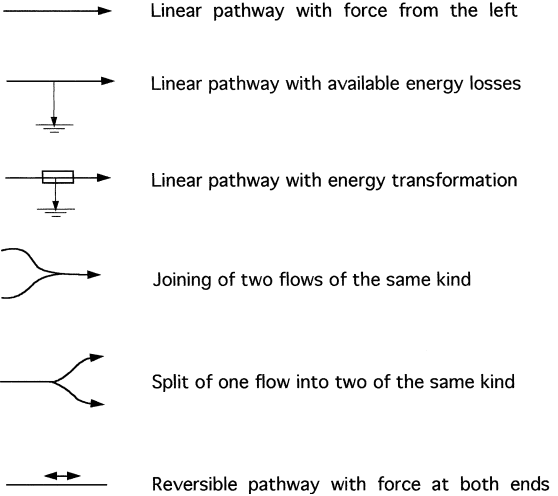 Linear pathway with force from the left
Linear pathway with available energy losses
Linear pathway with energy transformation
Joining of two flows of the same kind
Split of one flow into two of the same kind
Reversible pathway with force at both ends